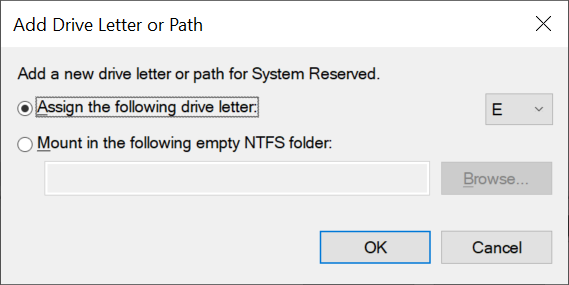 Add Drive Letter or Path
Add a new drive letter or path for System Reserved.
Assign the following drive letter:
E
Mount in the following empty NTFS folder:
Browse...
OK
Cancel